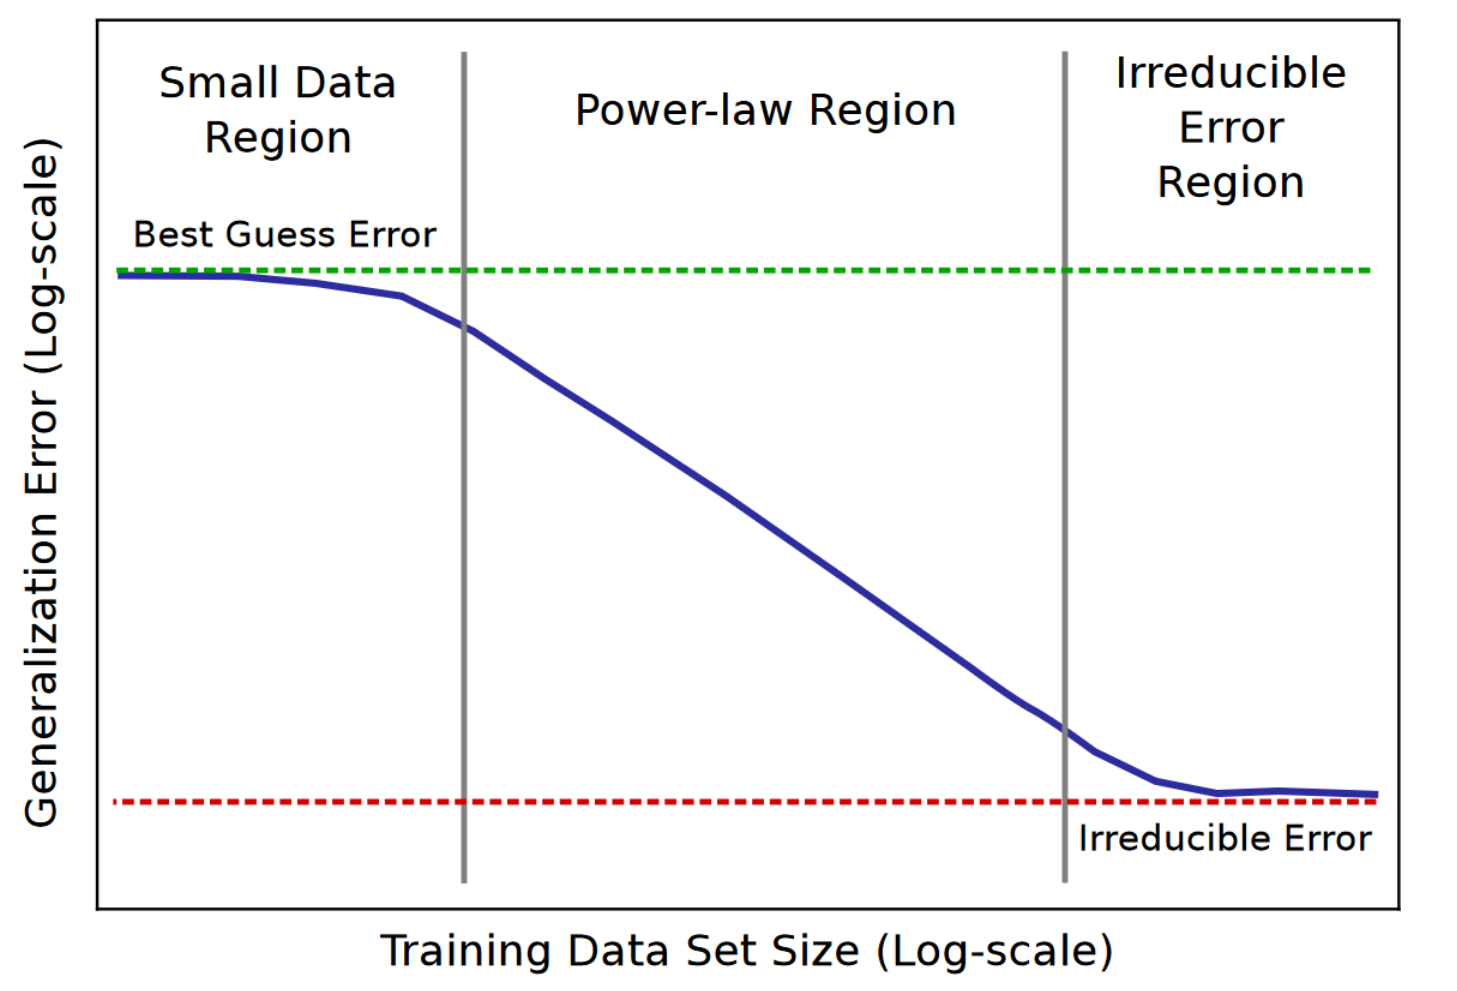 Small Data
Region
Power-law Region
Irreducible
Error
Region
Best Guess Error
Generalization Error (Log-scale)
Irreducible Error
Training Data Set Size (Log-scale)